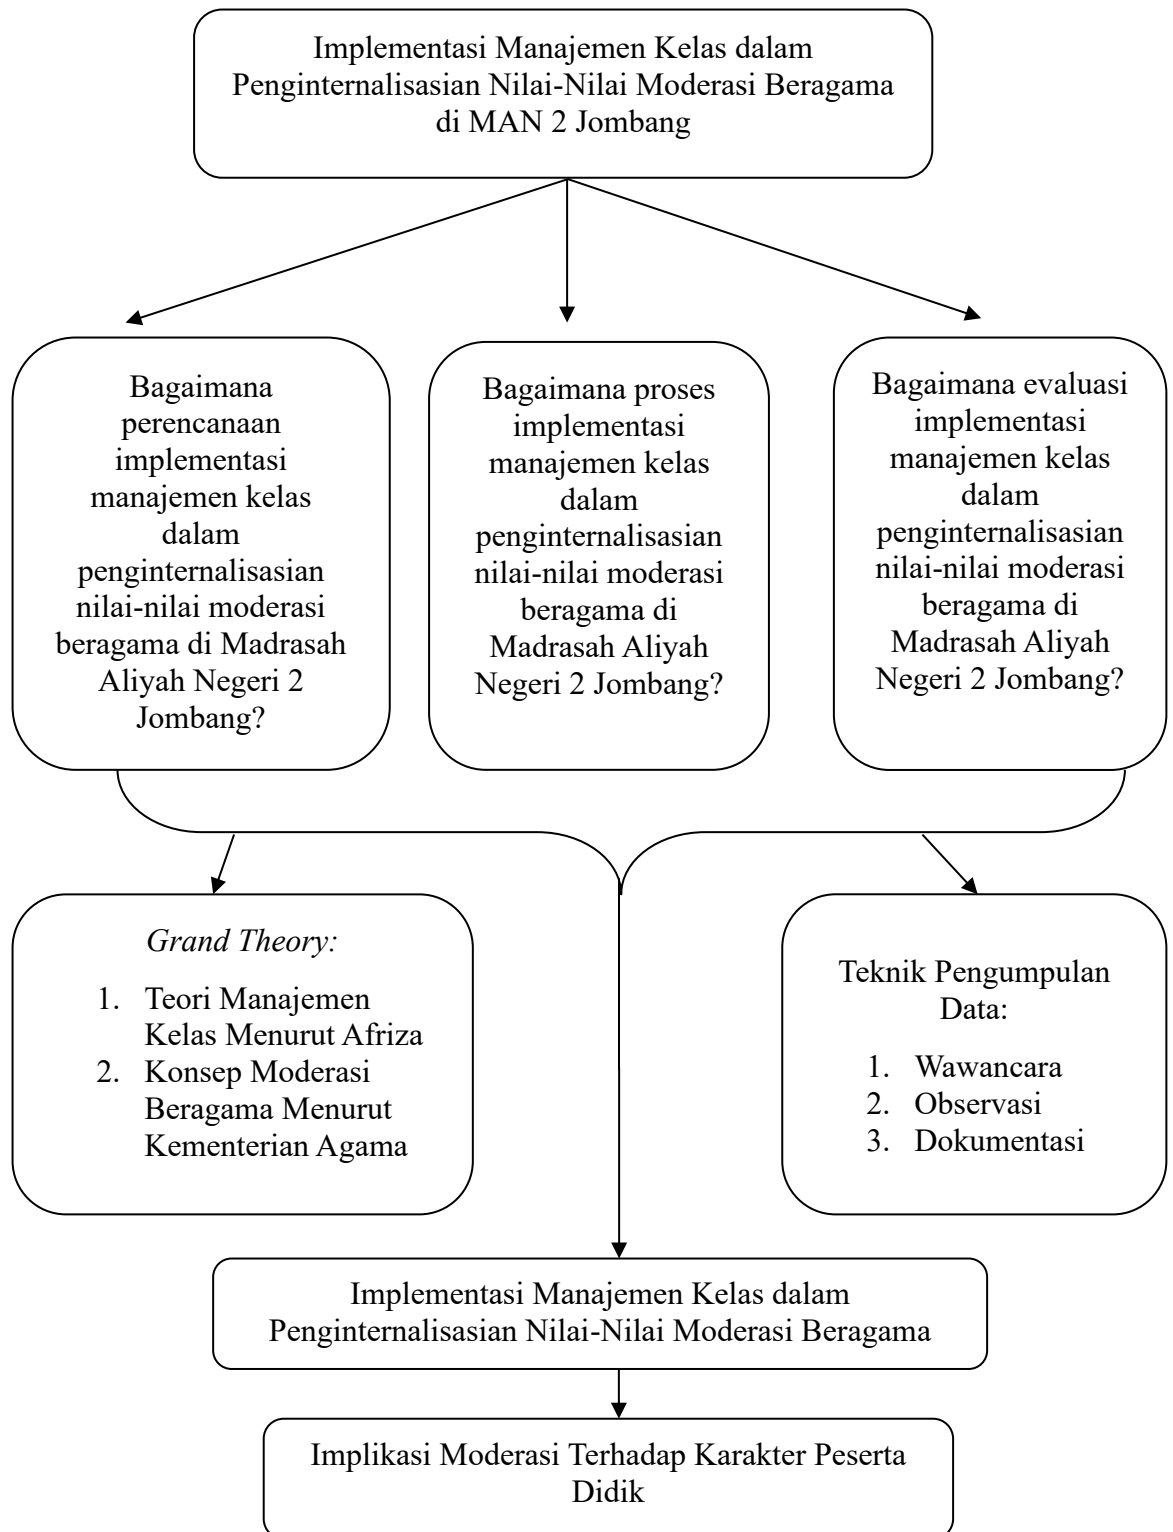 Implementasi Manajemen Kelas dalam
Penginternalisasian Nilai-Nilai Moderasi Beragama
di MAN 2 Jombang
Bagaimana
perencanaan
implementasi
manajemen kelas
dalam
penginternalisasian
nilai-nilai moderasi
beragama di Madrasah
Aliyah Negeri 2
Jombang?
Bagaimana proses
implementasi
manajemen kelas
dalam
penginternalisasian
nilai-nilai moderasi
beragama di
Madrasah Aliyah
Negeri 2 Jombang?
Bagaimana evaluasi
implementasi
manajemen kelas
dalam
penginternalisasian
nilai-nilai moderasi
beragama di
Madrasah Aliyah
Negeri 2 Jombang?
Grand Theory:
1. Teori Manajemen
Kelas Menurut Afriza
2. Konsep Moderasi
Beragama Menurut
Kementerian Agama
Teknik Pengumpulan
Data:
1. Wawancara
2. Observasi
3. Dokumentasi
Implementasi Manajemen Kelas dalam
Penginternalisasian Nilai-Nilai Moderasi Beragama
Implikasi Moderasi Terhadap Karakter Peserta
Didik